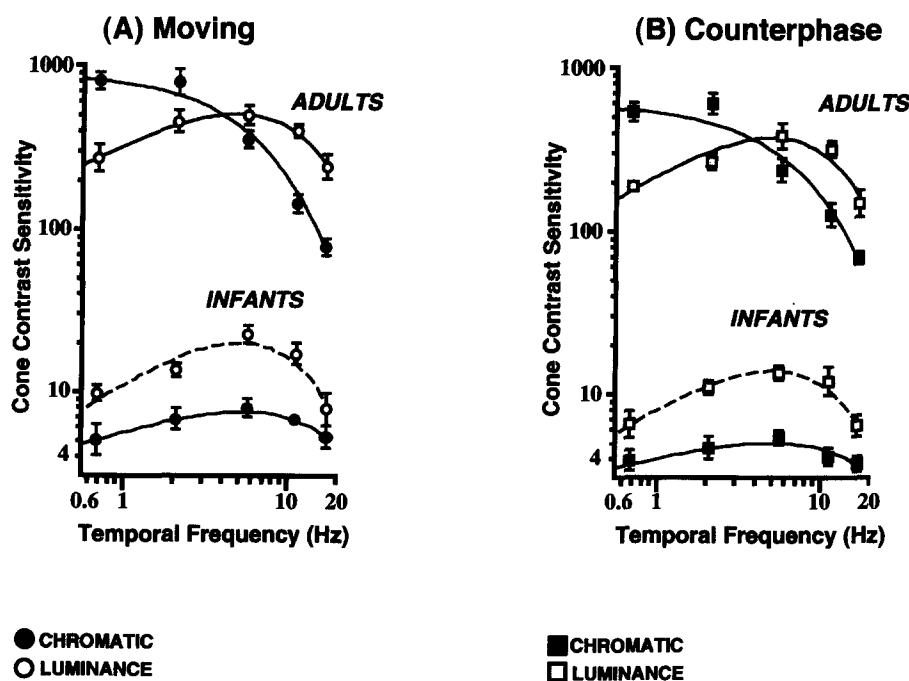 (A) Moving
Cone Contrast Sensitivity
1000
100
10
4
ADULTS
INFANTS
0.6 1 10 20
Temporal Frequency (Hz)
● CHROMATIC
○ LUMINANCE
(B) Counterphase
Cone Contrast Sensitivity
1000
100
10
4
ADULTS
INFANTS
0.6 1 10 20
Temporal Frequency (Hz)
■ CHROMATIC
□ LUMINANCE